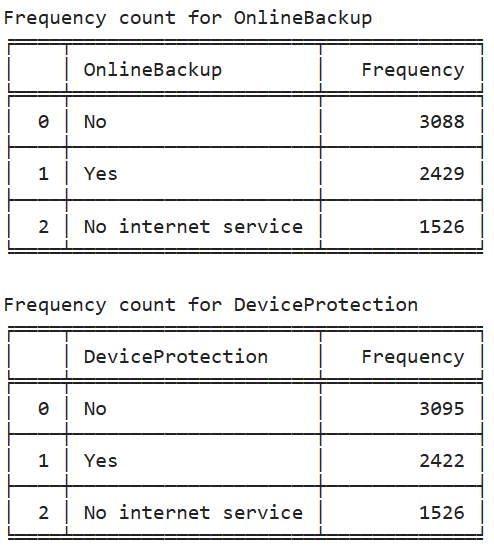 Frequency count for OnlineBackup
OnlineBackup Frequency
0 No 3088
1 Yes 2429
2 No internet service 1526
Frequency count for DeviceProtection
DeviceProtection Frequency
0 No 3095
1 Yes 2422
2 No internet service 1526